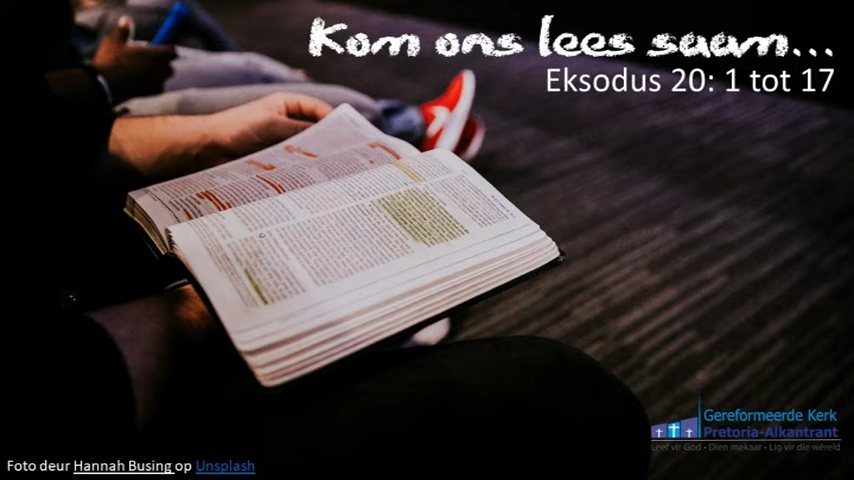 Kom ons lees saam...
Eksodus 20: 1 tot 17
Gereformeerde Kerk
Pretoria-Alkantrant
Leef vir God • Dien mekaar • Lig vir die wêreld
Foto deur Hannah Busing op Unsplash